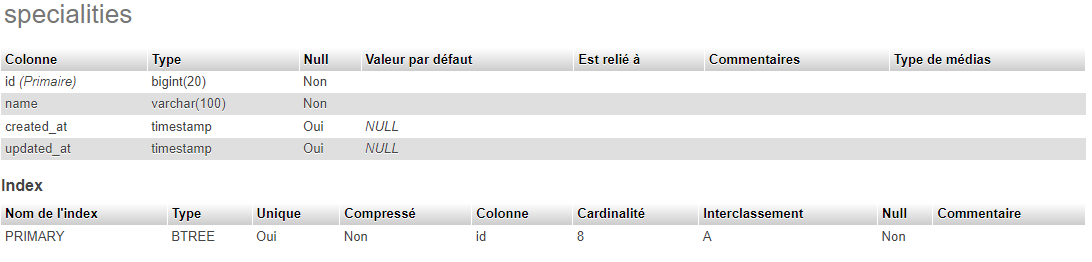 specialities
Colonne Type Null Valeur par défaut Est relié à Commentaires Type de médias
id (Primaire) bigint(20) Non
name varchar(100) Non
created_at timestamp Oui NULL
updated_at timestamp Oui NULL
Index
Nom de l'index Type Unique Compressé Colonne Cardinalité Interclassement Null Commentaire
PRIMARY BTREE Oui Non id 8 A Non